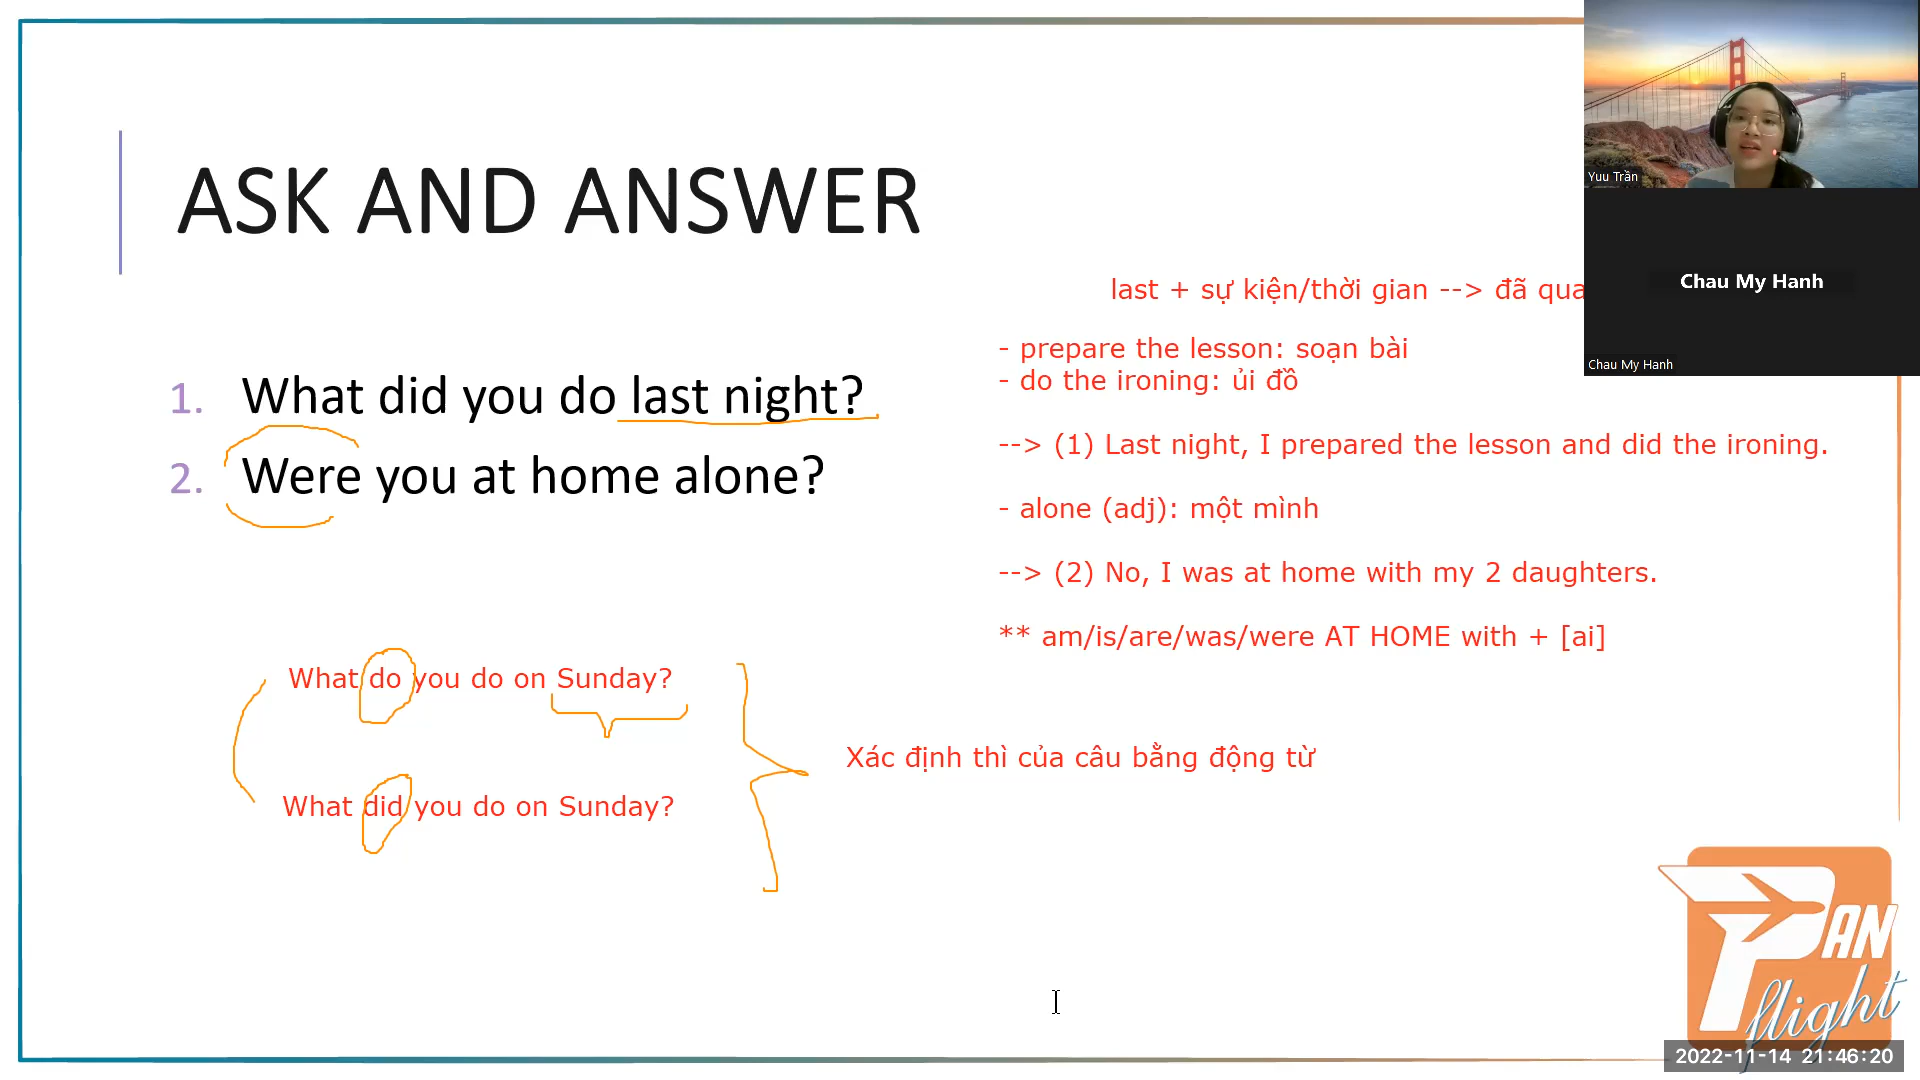 ASK AND ANSWER
1. What did you do last night?
2. Were you at home alone?
last + sự kiện/thời gian --> đã qua
- prepare the lesson: soạn bài
- do the ironing: ủi đồ
--> (1) Last night, I prepared the lesson and did the ironing.
- alone (adj): một mình
--> (2) No, I was at home with my 2 daughters.
** am/is/are/was/were AT HOME with + [ai]
What do you do on Sunday?
What did you do on Sunday?
Xác định thì của câu bằng động từ
Yuu Trần
Chau My Hanh
Chau My Hanh
PAN
flight
2022-11-14 21:46:20